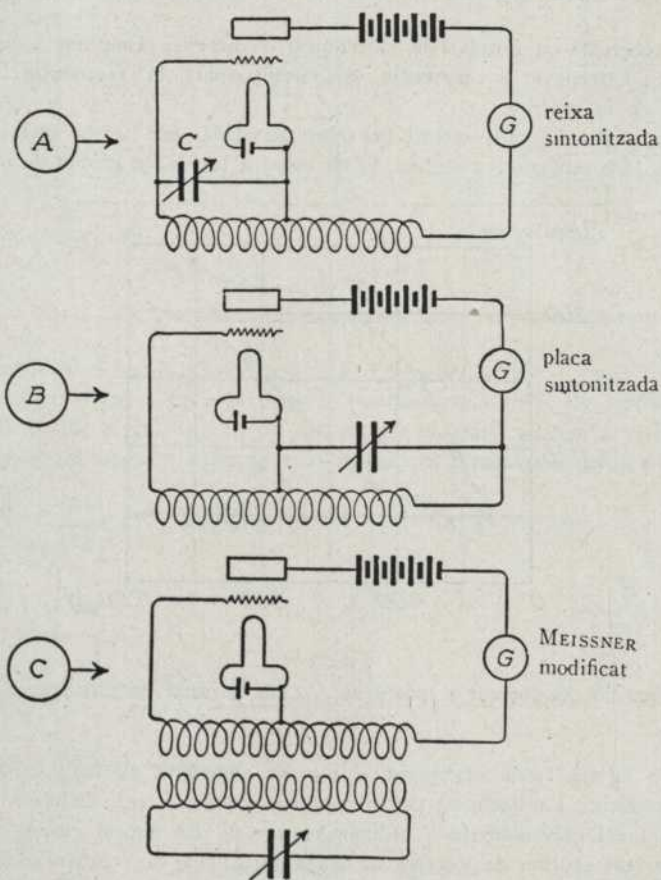 A
C
G
reixa
sintonitzada
B
G
placa
sintonitzada
C
G
MEISSNER
modificat